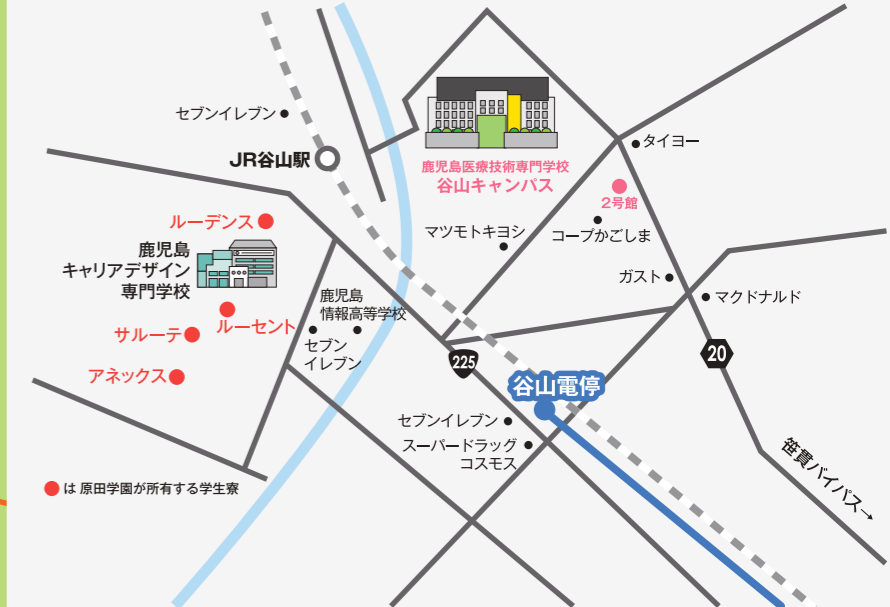 セブンイレブン
JR谷山駅
鹿児島医療技術専門学校
谷山キャンパス
タイヨー
2号館
コープかごしま
マツモトキヨシ
ルーデンス
鹿児島
キャリアデザイン
専門学校
ガスト
マクドナルド
鹿児島
情報高等学校
ルーセント
サルーテ
セブン
イレブン
アネックス
225
20
谷山電停
セブンイレブン
スーパードラッグ
コスモス
笹貫バイパス→
●は 原田学園が所有する学生寮